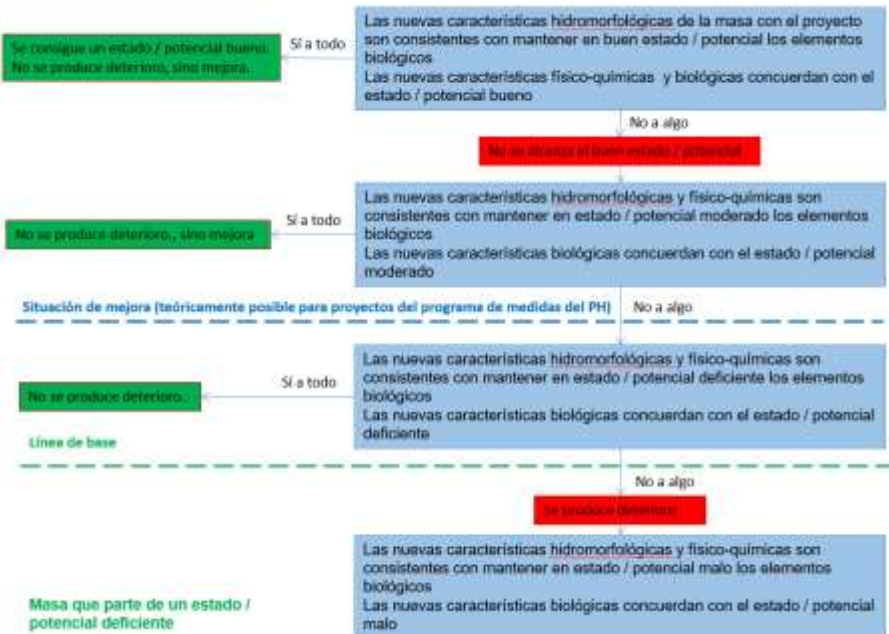 Las nuevas características hidromorfológicas de la masa con el proyecto
son consistentes con mantener en buen estado / potencial los elementos
biológicos
Las nuevas características físico-químicas y biológicas concuerdan con el
estado / potencial bueno
Sí a todo
Se consigue un estado / potencial bueno.
No se produce deterioro, sino mejora.
No a algo
No se alcanza el buen estado / potencial
Las nuevas características hidromorfológicas y físico-químicas son
consistentes con mantener en estado / potencial moderado los elementos
biológicos
Las nuevas características biológicas concuerdan con el estado / potencial
moderado
Sí a todo
No se produce deterioro., sino mejora
Situación de mejora (teóricamente posible para proyectos del programa de medidas del PH)
No a algo
Las nuevas características hidromorfológicas y físico-químicas son
consistentes con mantener en estado / potencial deficiente los elementos
biológicos
Las nuevas características biológicas concuerdan con el estado / potencial
deficiente
Sí a todo
No se produce deterioro.
Línea de base
No a algo
Se produce deterioro
Las nuevas características hidromorfológicas y físico-químicas son
consistentes con mantener en estado / potencial malo los elementos
biológicos
Las nuevas características biológicas concuerdan con el estado / potencial
malo
Masa que parte de un estado /
potencial deficiente